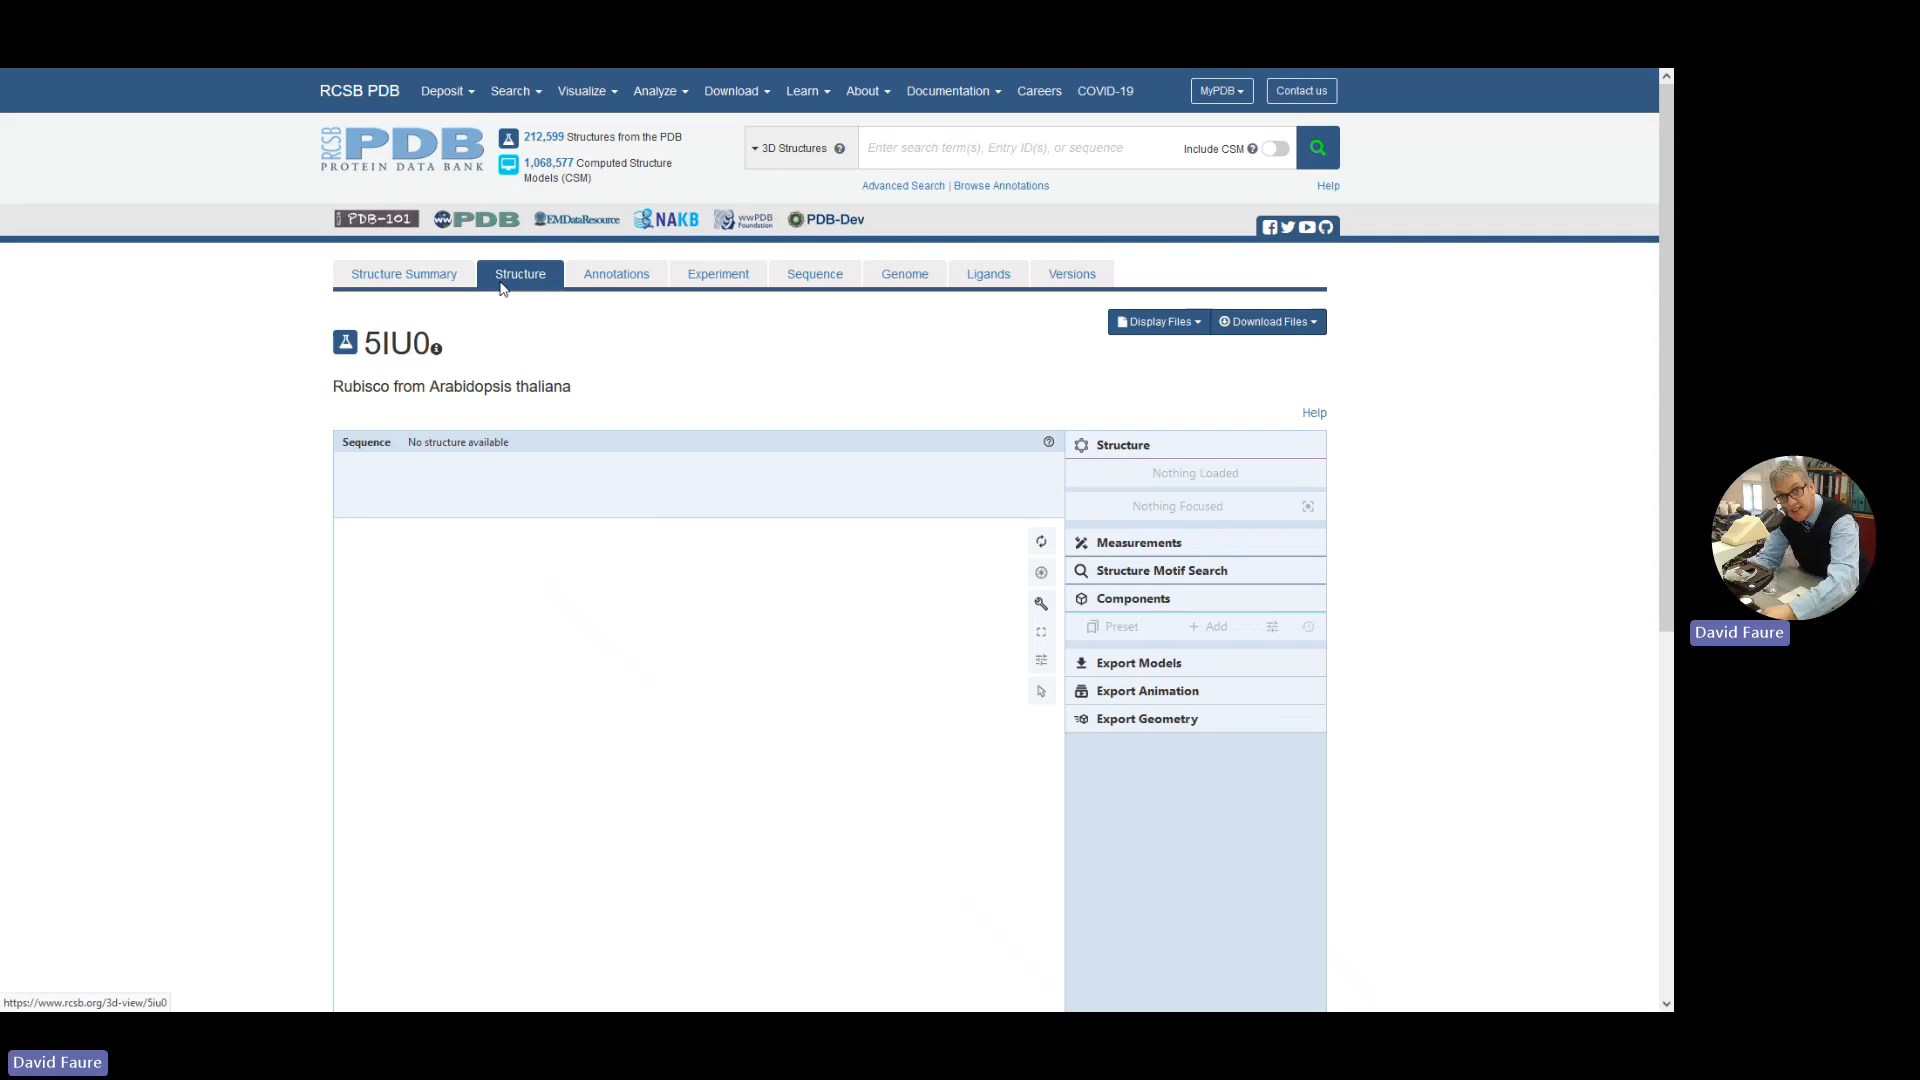 RCSB PDB Deposit Search Visualize Analyze Download Learn About Documentation Careers COVID-19 MyPDB Contact us
RCSB PDB
PROTEIN DATA BANK
212,599 Structures from the PDB
1,068,577 Computed Structure
Models (CSM)
3D Structures
Enter search term(s), Entry ID(s), or sequence
Include CSM
Advanced Search | Browse Annotations
Help
PDB-101 wwPDB EMDataResource NAKB wwPDB Foundation PDB-Dev
Structure Summary Structure Annotations Experiment Sequence Genome Ligands Versions
Display Files Download Files
5IU0
Rubisco from Arabidopsis thaliana
Help
Sequence No structure available
Structure
Nothing Loaded
Nothing Focused
Measurements
Structure Motif Search
Components
Preset + Add
Export Models
Export Animation
Export Geometry
David Faure
https://www.rcsb.org/3d-view/5iu0
David Faure